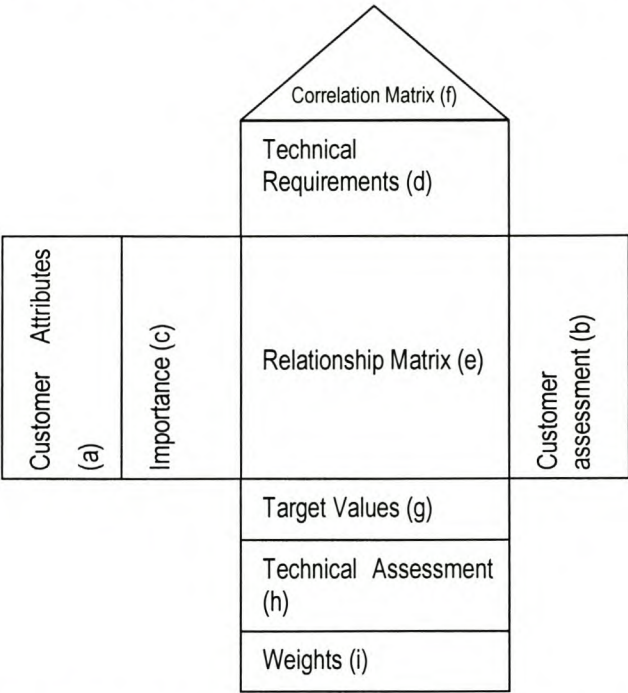 Correlation Matrix (f)
Technical
Requirements (d)
Customer Attributes
(a)
Importance (c)
Relationship Matrix (e)
Customer
assessment (b)
Target Values (g)
Technical Assessment
(h)
Weights (i)